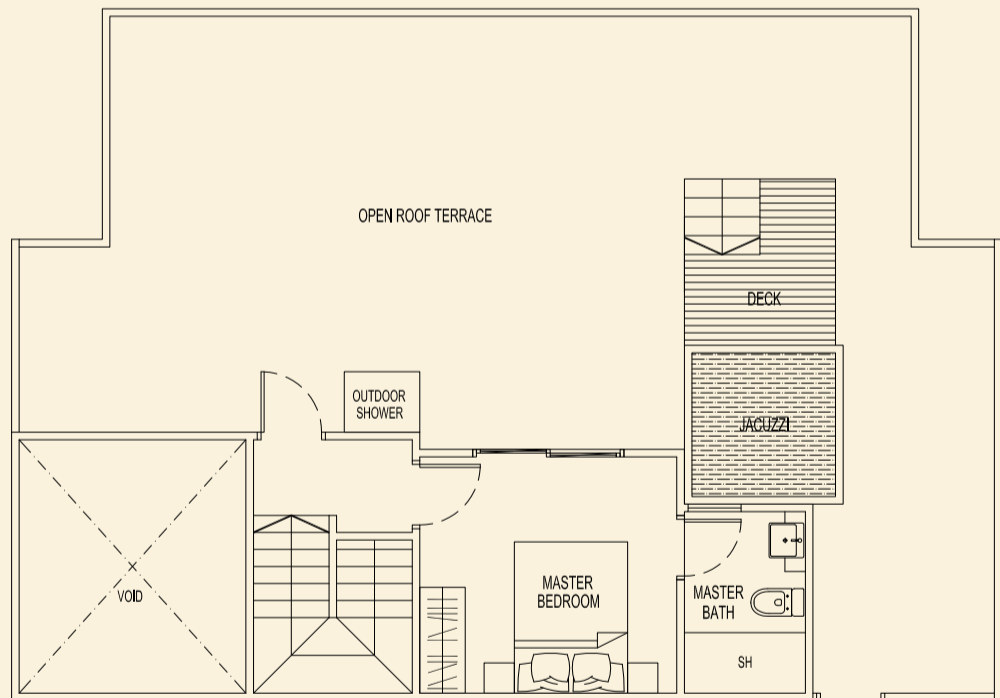 OPEN ROOF TERRACE
DECK
OUTDOOR
SHOWER
JACUZZI
MASTER
BEDROOM
MASTER
BATH
VOID
SH